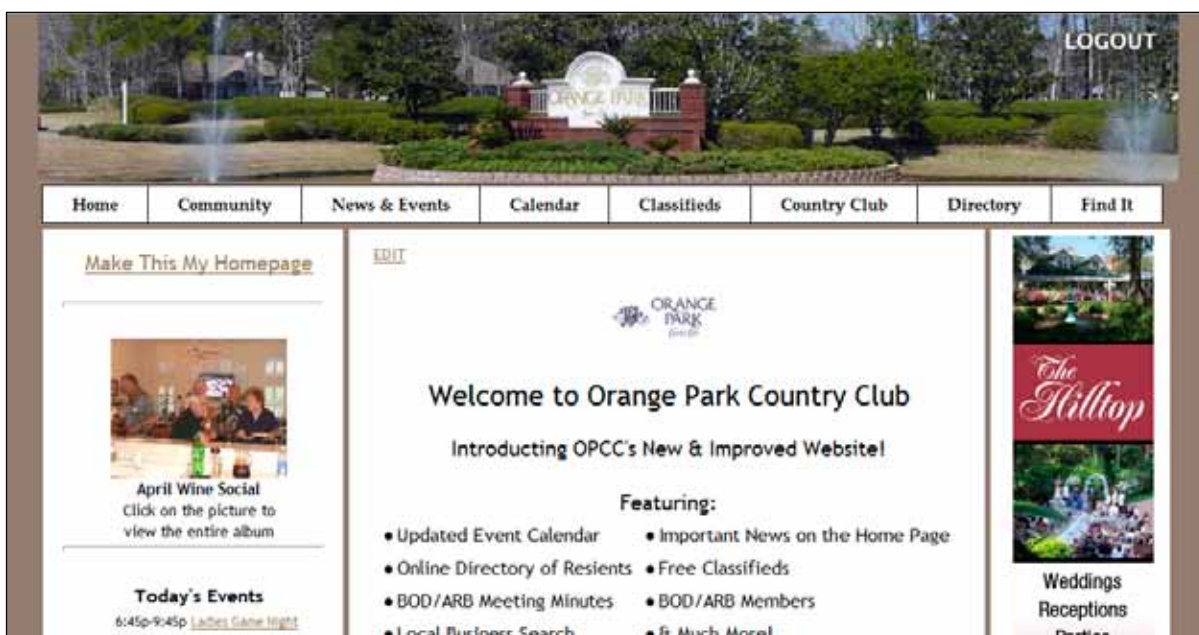 LOGOUT
ORANGE PARK
Home Community News & Events Calendar Classifieds Country Club Directory Find It
Make This My Homepage
April Wine Social
Click on the picture to
view the entire album
Today's Events
6:45p-9:45p Ladies Game Night
EDIT
ORANGE
PARK
Welcome to Orange Park Country Club
Introducting OPCC's New & Improved Website!
Featuring:
• Updated Event Calendar • Important News on the Home Page
• Online Directory of Resients • Free Classifieds
• BOD/ARB Meeting Minutes • BOD/ARB Members
• Local Business Search • & Much More!
The
Hilltop
Weddings
Receptions
Parties